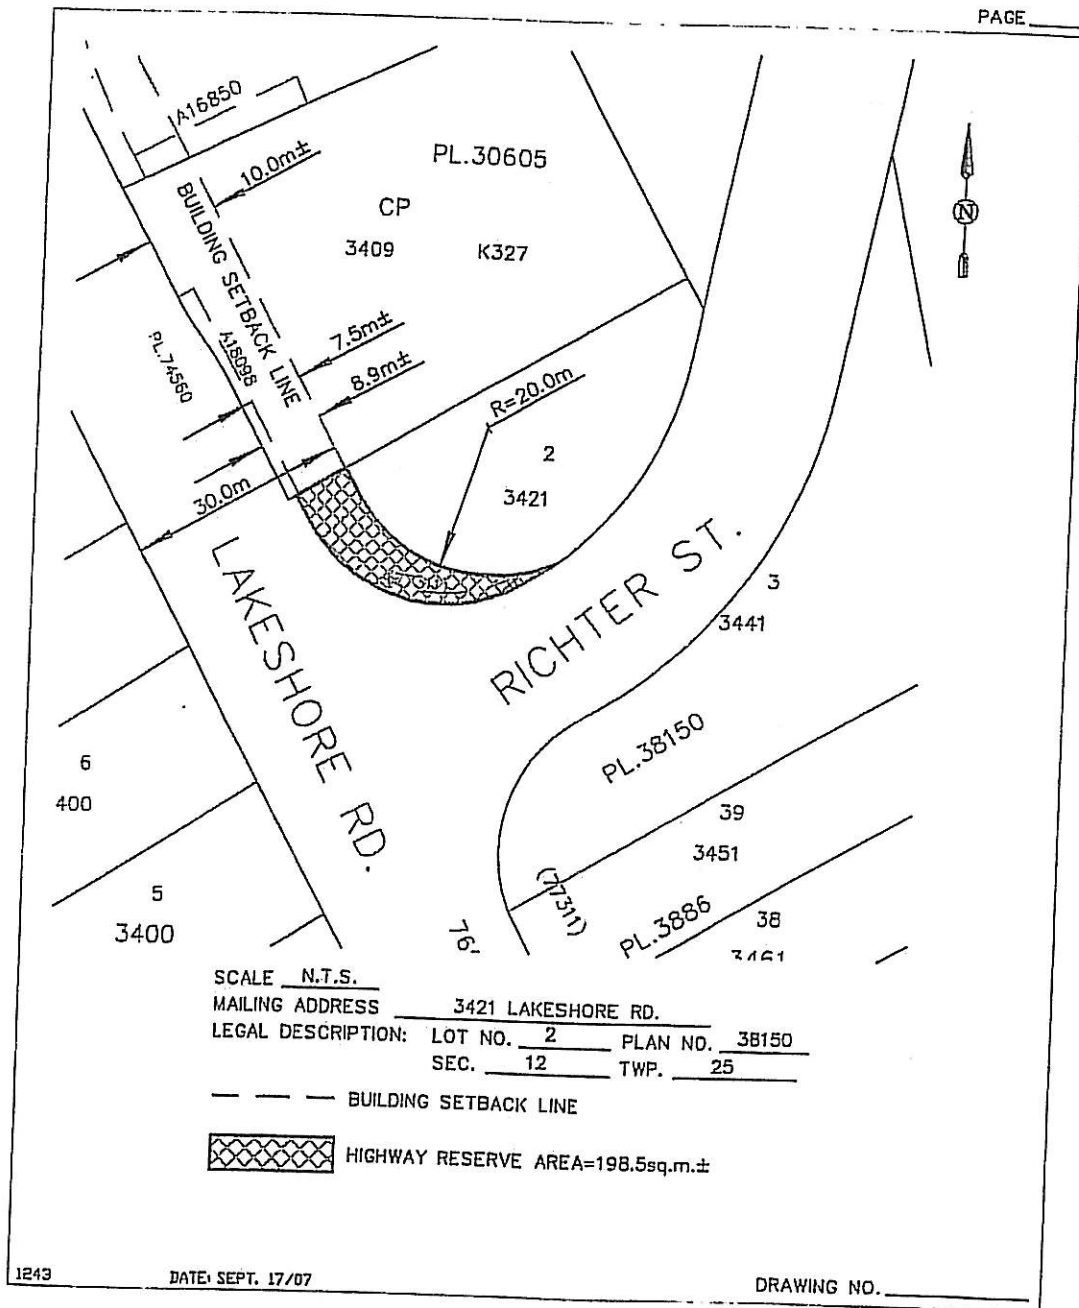 PAGE
A16850
10.0m±
PL.30605
BUILDING SETBACK LINE
CP
3409
K327
N
7.5m±
8.9m±
PL.74560
A18098
R=20.0m
2
3421
30.0m
LAKESHORE RD.
RICHTER ST.
3
3441
PL.38150
6
400
39
3451
5
3400
(77311)
PL.3886
38
3461
SCALE N.T.S.
MAILING ADDRESS 3421 LAKESHORE RD.
LEGAL DESCRIPTION: LOT NO. 2 PLAN NO. 38150
SEC. 12 TWP. 25
BUILDING SETBACK LINE
HIGHWAY RESERVE AREA=198.5sq.m.±
1243
DATE: SEPT. 17/07
DRAWING NO.